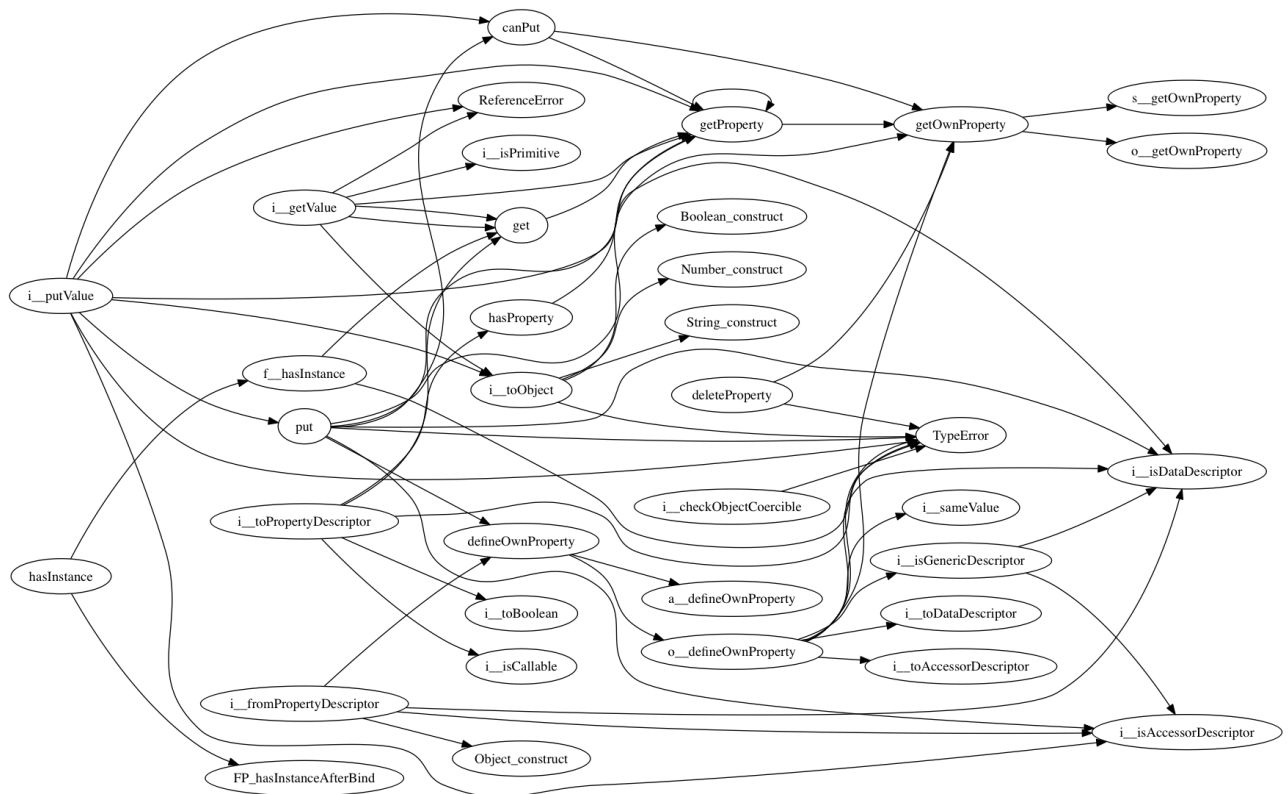 canPut
ReferenceError
s__getOwnProperty
getProperty
getOwnProperty
i__isPrimitive
o__getOwnProperty
i__getValue
get
Boolean_construct
Number_construct
i__putValue
hasProperty
String_construct
f__hasInstance
i__toObject
deleteProperty
put
TypeError
i__isDataDescriptor
i__checkObjectCoercible
i__sameValue
i__toPropertyDescriptor
defineOwnProperty
i__isGenericDescriptor
hasInstance
a__defineOwnProperty
i__toBoolean
i__toDataDescriptor
o__defineOwnProperty
i__isCallable
i__toAccessorDescriptor
i__fromPropertyDescriptor
i__isAccessorDescriptor
Object_construct
FP_hasInstanceAfterBind